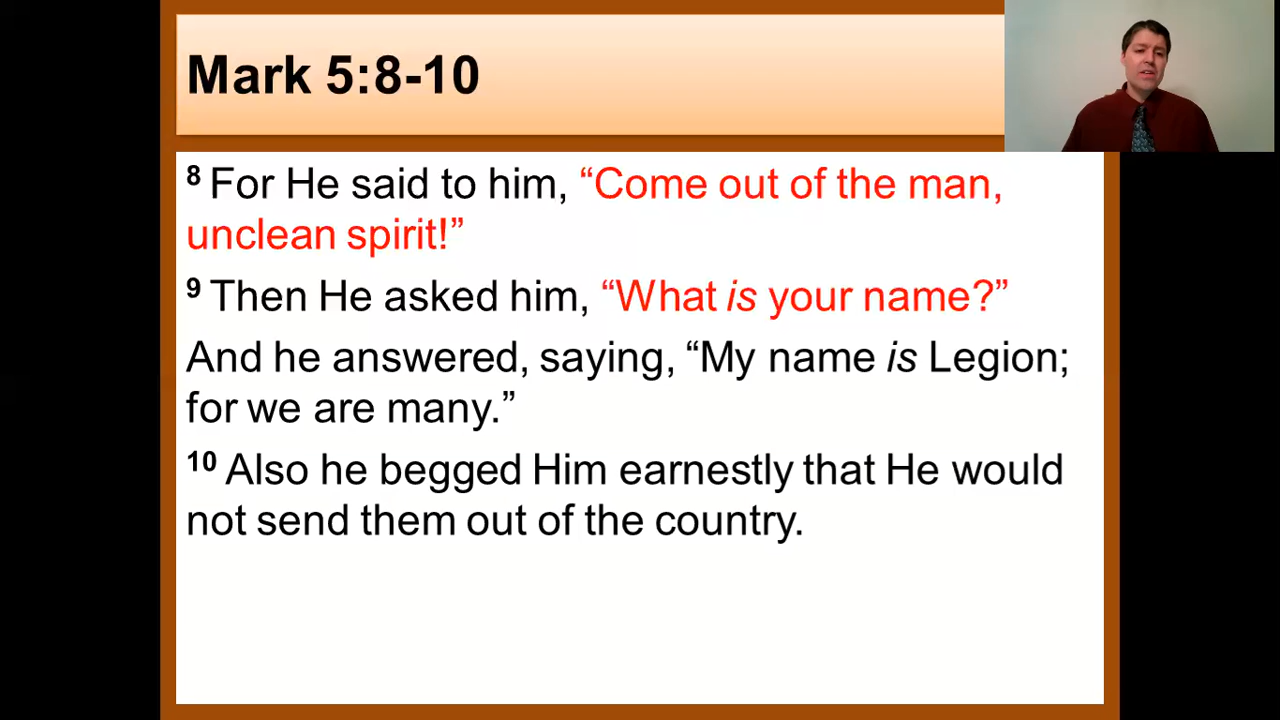 Mark 5:8-10
8 For He said to him, “Come out of the man,
unclean spirit!”
9 Then He asked him, “What is your name?”
And he answered, saying, “My name is Legion;
for we are many.”
10 Also he begged Him earnestly that He would
not send them out of the country.